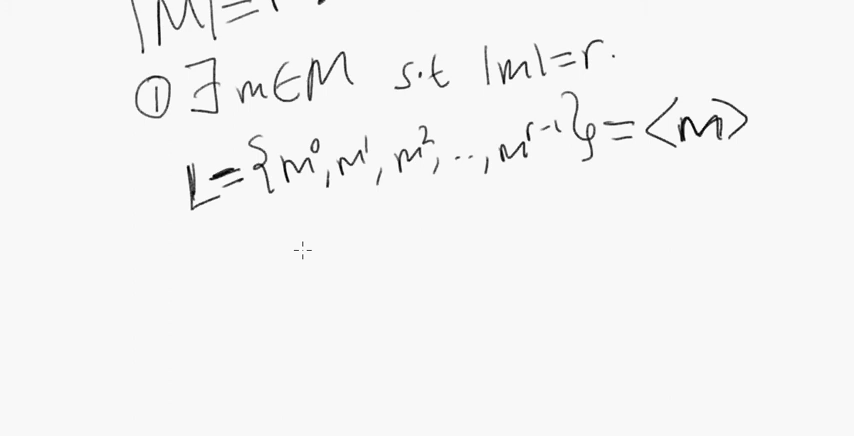 |M|=r
① ∃ m∈M s.t |m|=r.
L={m⁰, m¹, m², .., mʳ⁻¹}=<m>